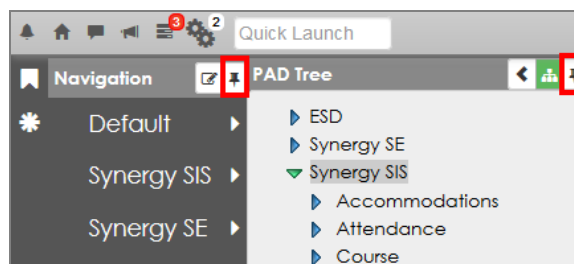 3 2 Quick Launch
Navigation PAD Tree
Default
ESD
Synergy SE
Synergy SIS
Synergy SIS
Accommodations
Attendance
Synergy SE
Course